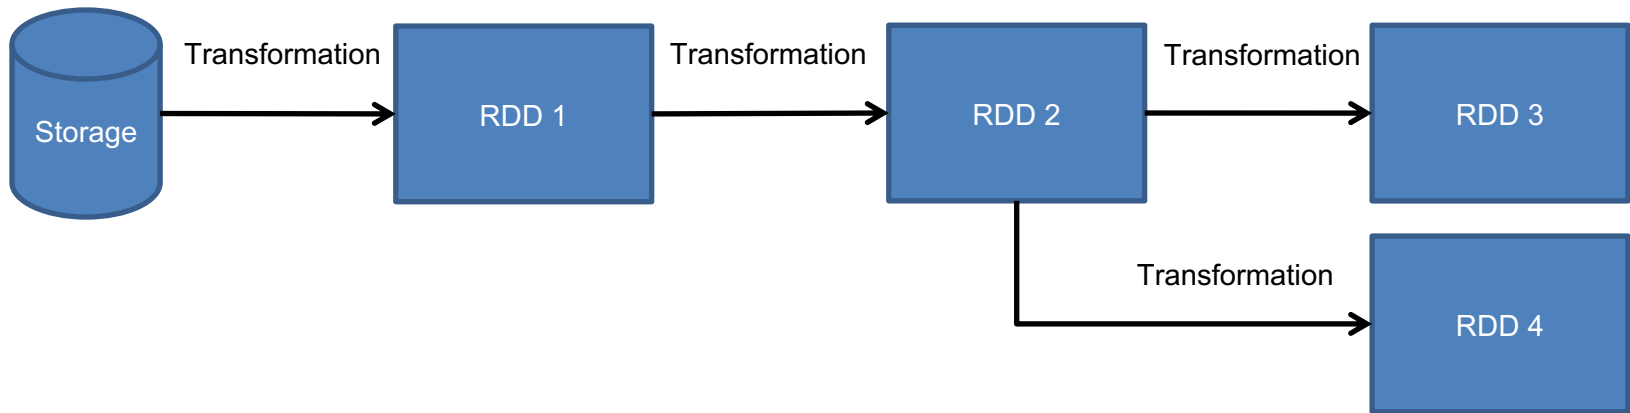 Transformation
Transformation
Transformation
Storage
RDD 1
RDD 2
RDD 3
Transformation
RDD 4